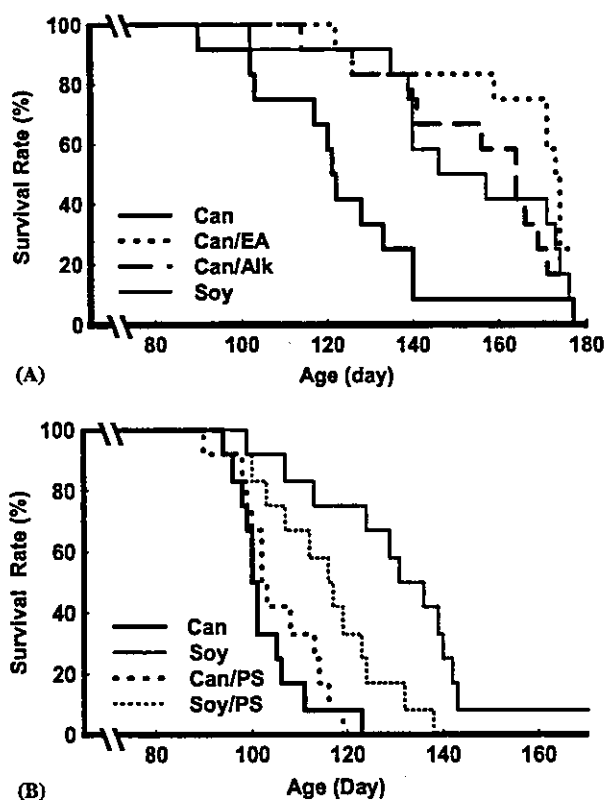 100
80
60
40
20
0
Survival Rate (%)
Can
Can/EA
Can/Alk
Soy
80 100 120 140 160 180
Age (day)
(A)
100
80
60
40
20
0
Survival Rate (%)
Can
Soy
Can/PS
Soy/PS
80 100 120 140 160
Age (Day)
(B)